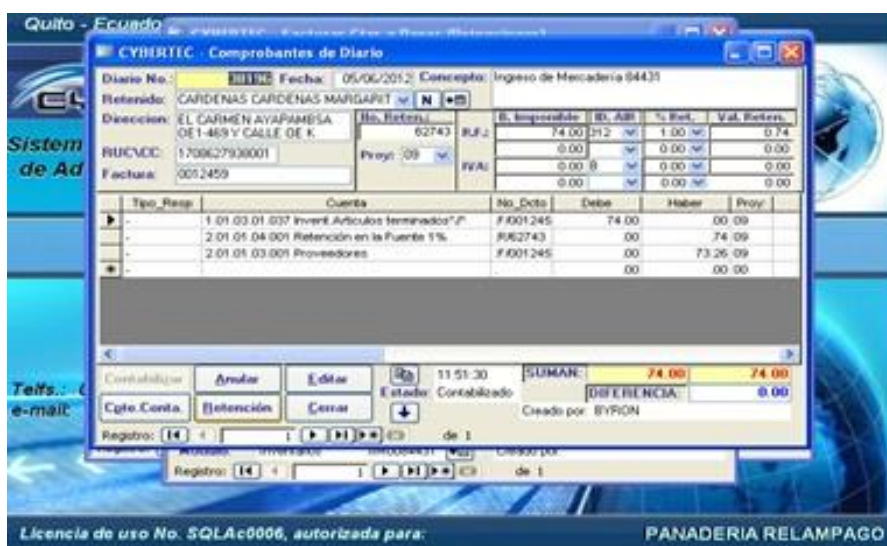 Quito - Ecuado
CYBERTEC - Comprobantes de Diario
Diario No.: Fecha: 05/06/2012 Concepto: Ingreso de Mercaderia 84431
Retenido: CARDENAS CARDENAS MARGARIT N
Direccion: EL CARMEN AYAPAMBSA No. Reten.: B. Imponible ID. AIR % Ret. Val. Reten.
OE1-469 Y CALLE OE K 62743 R.F.: 74.00 312 1.00 0.74
0.00 0.00 0.00
RUC\CC: 1708627938001 Proy: 09 IVA: 0.00 8 0.00 0.00
Factura: 0012459 0.00 0.00 0.00
Tipo_Resp Cuenta No_Dcto Debe Haber Proy:
- 1.01.03.01.037 Invent.Articulos terminados"J" F/001245 74.00 .00 09
- 2.01.01.04.001 Retención en la Fuente 1% R/62743 .00 .74 09
- 2.01.01.03.001 Proveedores F/001245 .00 73.26 09
- .00 .00 00
Sistem
de Ad
Contabilizar Anular Editar 11:51:30 SUMAN: 74.00 74.00
Estado: Contabilizado DIFERENCIA: 0.00
Cpte.Conta. Retención Cerrar Creado por: BYRON
Registro: 1 de 1
Telfs.:
e-mail:
Registro: 1 de 1
Licencia de uso No. SQLAc0006, autorizada para: PANADERIA RELAMPAGO